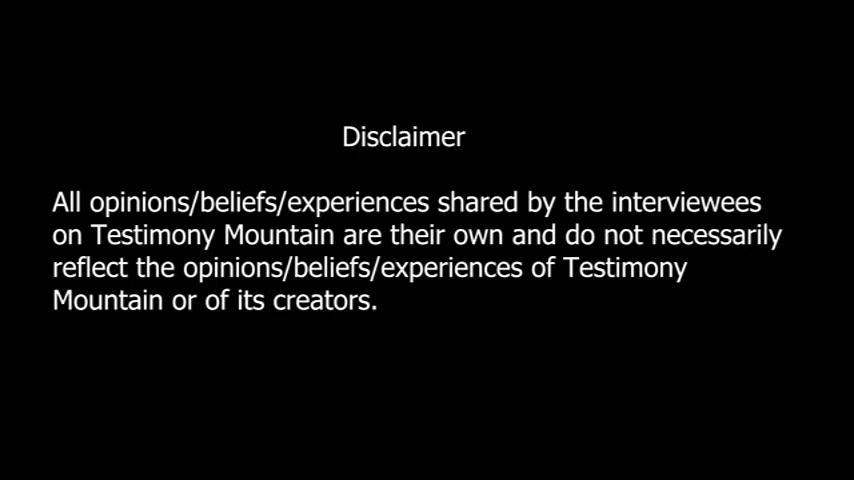 Disclaimer
All opinions/beliefs/experiences shared by the interviewees
on Testimony Mountain are their own and do not necessarily
reflect the opinions/beliefs/experiences of Testimony
Mountain or of its creators.